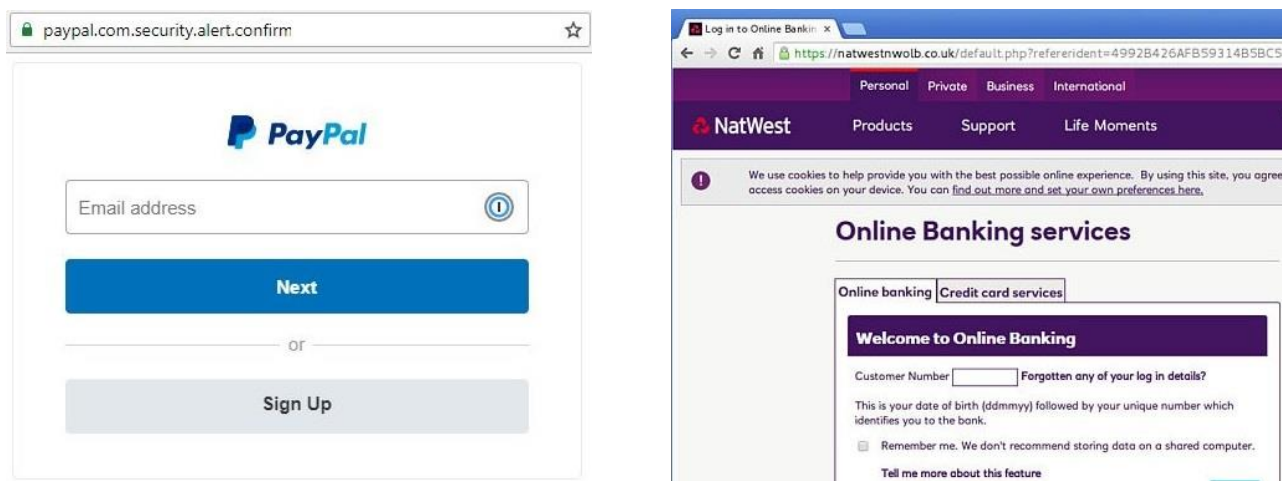 paypal.com.security.alert.confirm
PayPal
Email address
Next
or
Sign Up
Log in to Online Bankin
https://natwestnwolb.co.uk/default.php?refererident=4992B426AFB59314B5BC5
Personal Private Business International
NatWest Products Support Life Moments
We use cookies to help provide you with the best possible online experience. By using this site, you agree
access cookies on your device. You can find out more and set your own preferences here.
Online Banking services
Online banking Credit card services
Welcome to Online Banking
Customer Number Forgotten any of your log in details?
This is your date of birth (ddmmyy) followed by your unique number which
identifies you to the bank.
Remember me. We don't recommend storing data on a shared computer.
Tell me more about this feature